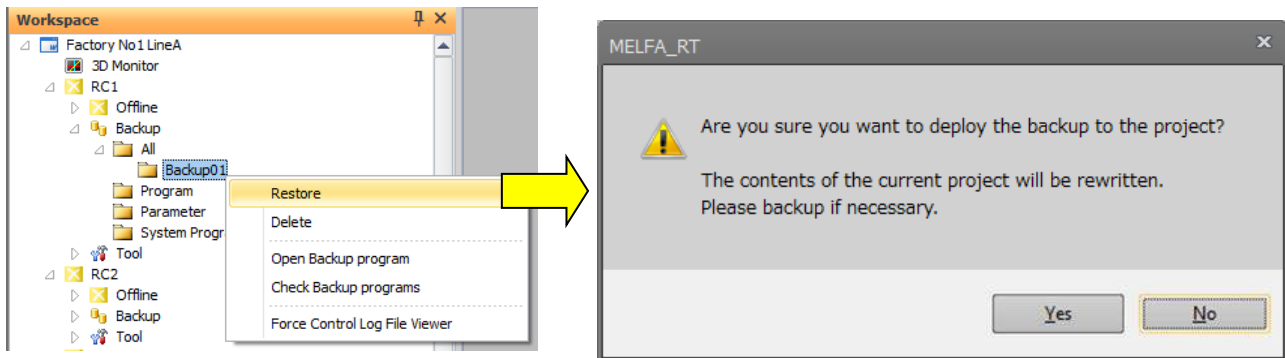 Workspace
Factory No1 LineA
3D Monitor
RC1
Offline
Backup
All
Backup01
Program
Parameter
System Progr
Tool
RC2
Offline
Backup
Tool
Restore
Delete
Open Backup program
Check Backup programs
Force Control Log File Viewer
MELFA_RT
Are you sure you want to deploy the backup to the project?
The contents of the current project will be rewritten.
Please backup if necessary.
Yes
No